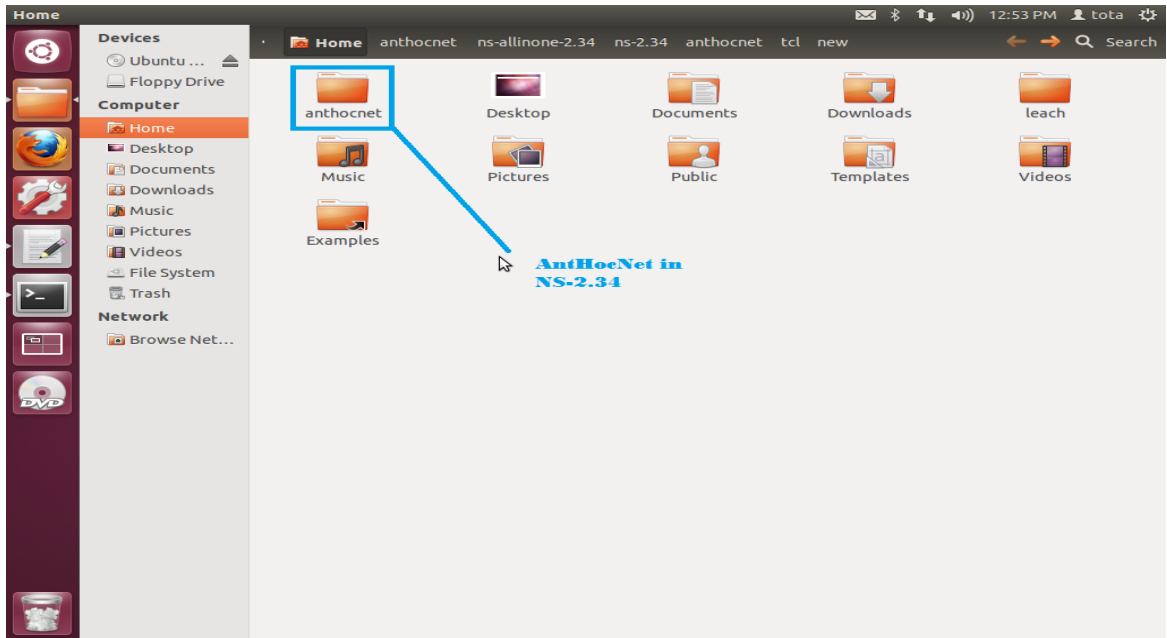 Home
12:53 PM tota
Devices
Ubuntu ...
Floppy Drive
Computer
Home
Desktop
Documents
Downloads
Music
Pictures
Videos
File System
Trash
Network
Browse Net...
Home anthocnet ns-allinone-2.34 ns-2.34 anthocnet tcl new Search
anthocnet Desktop Documents Downloads leach
Music Pictures Public Templates Videos
Examples
AntHocNet in
NS-2.34
>_
DVD